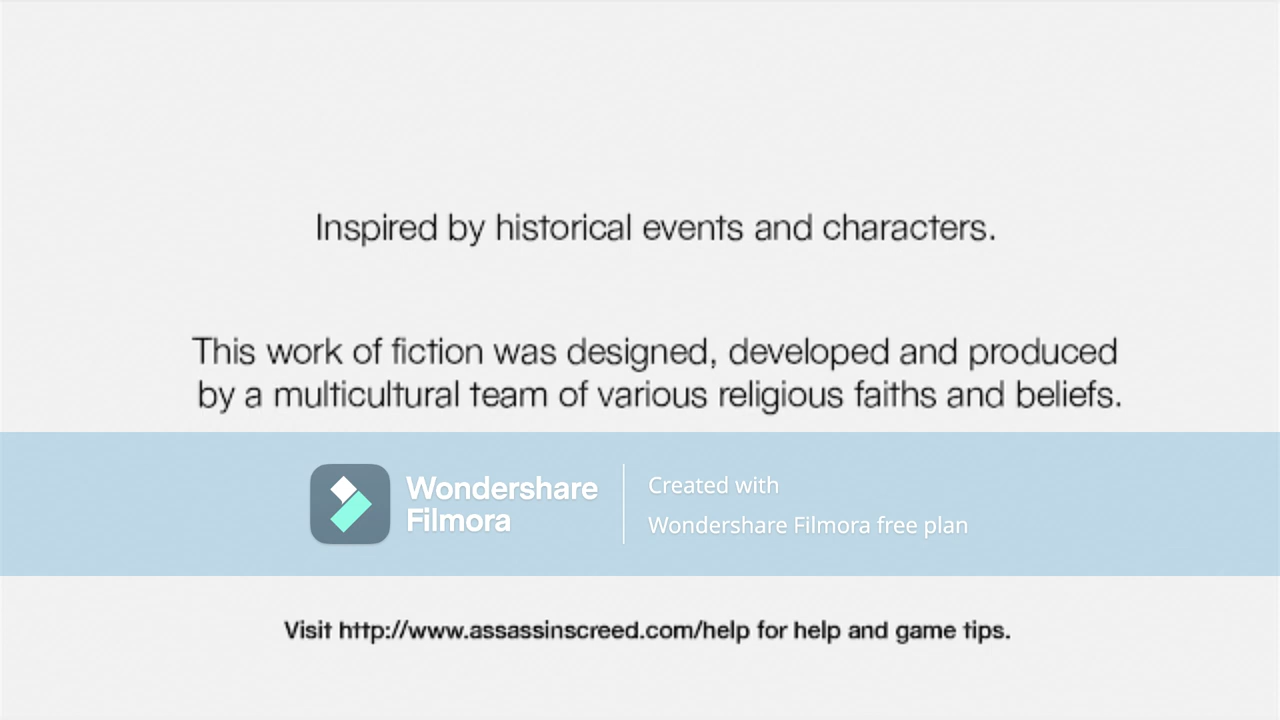 Inspired by historical events and characters.
This work of fiction was designed, developed and produced
by a multicultural team of various religious faiths and beliefs.
Wondershare
Filmora
Created with
Wondershare Filmora free plan
Visit http://www.assassinscreed.com/help for help and game tips.